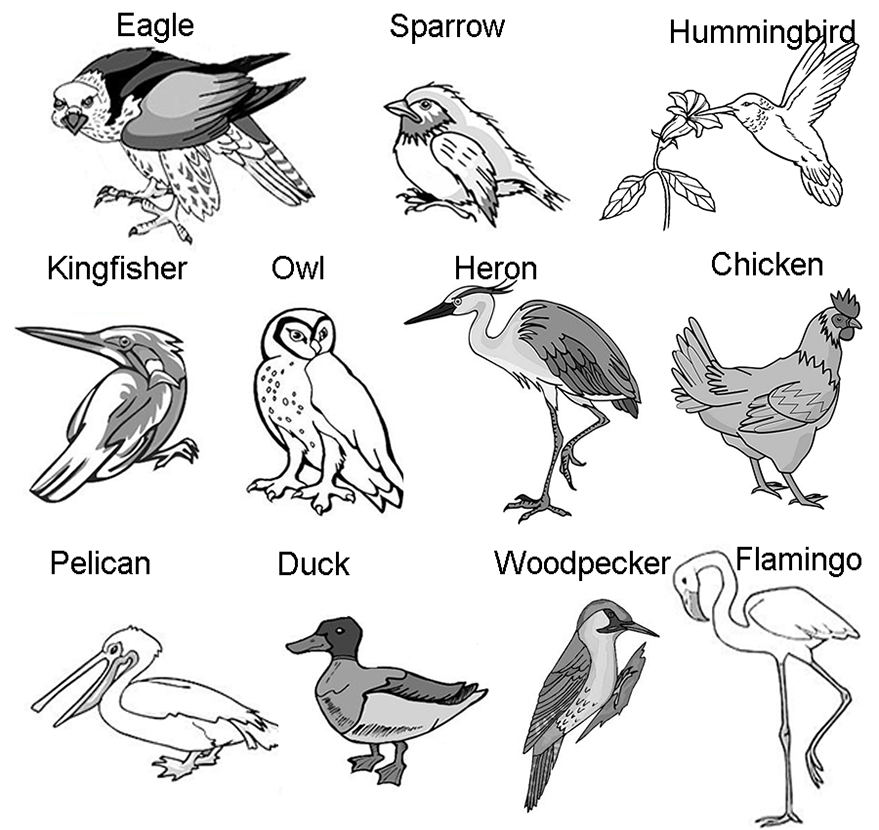 Eagle
Sparrow
Hummingbird
Kingfisher
Owl
Heron
Chicken
Pelican
Duck
Woodpecker
Flamingo